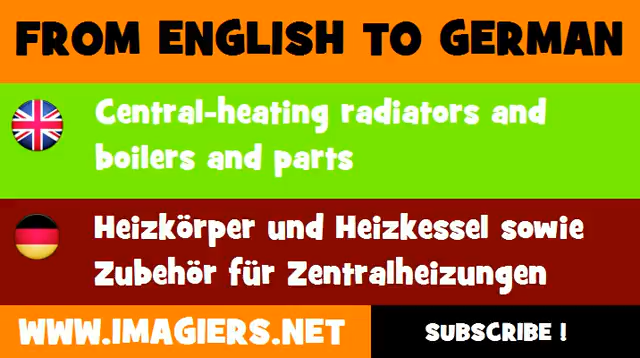 FROM ENGLISH TO GERMAN
Central-heating radiators and
boilers and parts
Heizkörper und Heizkessel sowie
Zubehör für Zentralheizungen
WWW.IMAGIERS.NET
SUBSCRIBE !